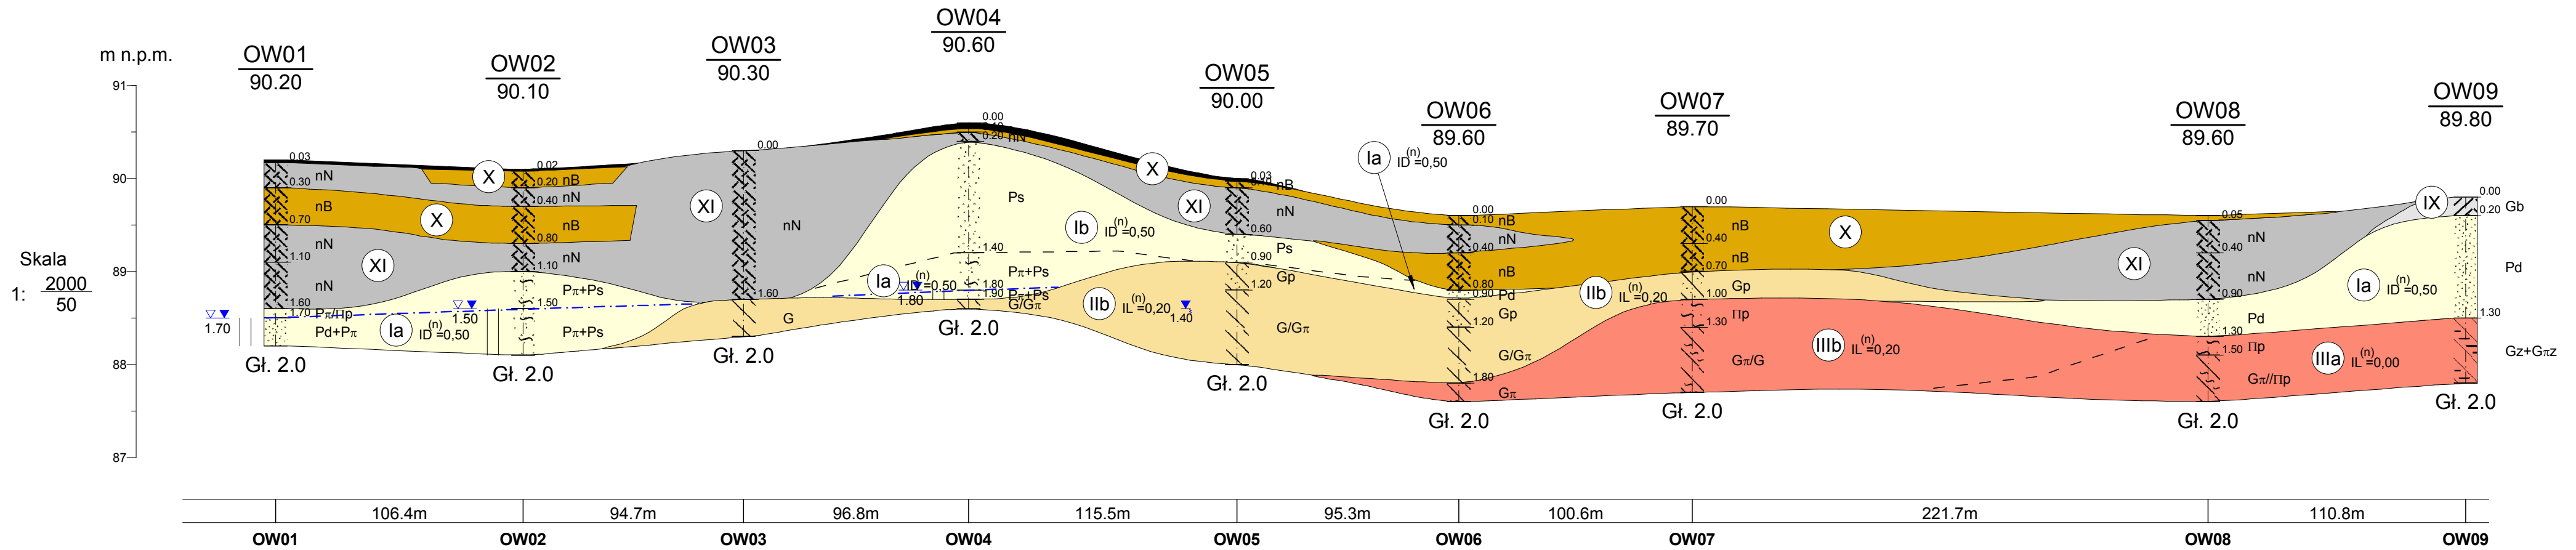 m n.p.m.
91
90
89
88
87
Skala
1: 2000
50
OW01
90.20
OW02
90.10
OW03
90.30
OW04
90.60
OW05
90.00
OW06
89.60
OW07
89.70
OW08
89.60
OW09
89.80
0.03
nN
0.30
nB
0.70
nN
1.10
nN
1.60
Pπ/Πp
1.70
Pd+Pπ
1.70
Gł. 2.0
X
X
XI
Ia ID(n)=0,50
0.02
0.20 nB
nN
0.40
nB
0.80
nN
1.10
Pπ+Ps
1.50
1.50
Pπ+Ps
Gł. 2.0
XI
0.00
nN
1.60
G
Gł. 2.0
0.00
0.20 nN
Ps
1.40
Pπ+Ps
1.80
Pπ+Ps
1.90
G/Gπ
1.80
Gł. 2.0
Ia ID(n)=0,50
Ib ID(n)=0,50
IIb IL(n)=0,20
X
XI
0.03
nB
nN
0.60
Ps
0.90
Gp
1.20
G/Gπ
1.40
Gł. 2.0
Ia ID(n)=0,50
0.00
nB
0.10
nN
0.40
nB
0.80
Pd
0.90
Gp
1.20
G/Gπ
1.80
Gπ
Gł. 2.0
IIb IL(n)=0,20
0.00
nB
0.40
nB
0.70
Gp
1.00
Πp
1.30
Gπ/G
Gł. 2.0
X
IIIb IL(n)=0,20
XI
0.05
nN
0.40
nN
0.90
Pd
1.30
Πp
1.50
Gπ//Πp
Gł. 2.0
IX
Ia ID(n)=0,50
IIIa IL(n)=0,00
0.00
Gb
0.20
Pd
1.30
Gz+Gπz
Gł. 2.0
106.4m 94.7m 96.8m 115.5m 95.3m 100.6m 221.7m 110.8m
OW01 OW02 OW03 OW04 OW05 OW06 OW07 OW08 OW09